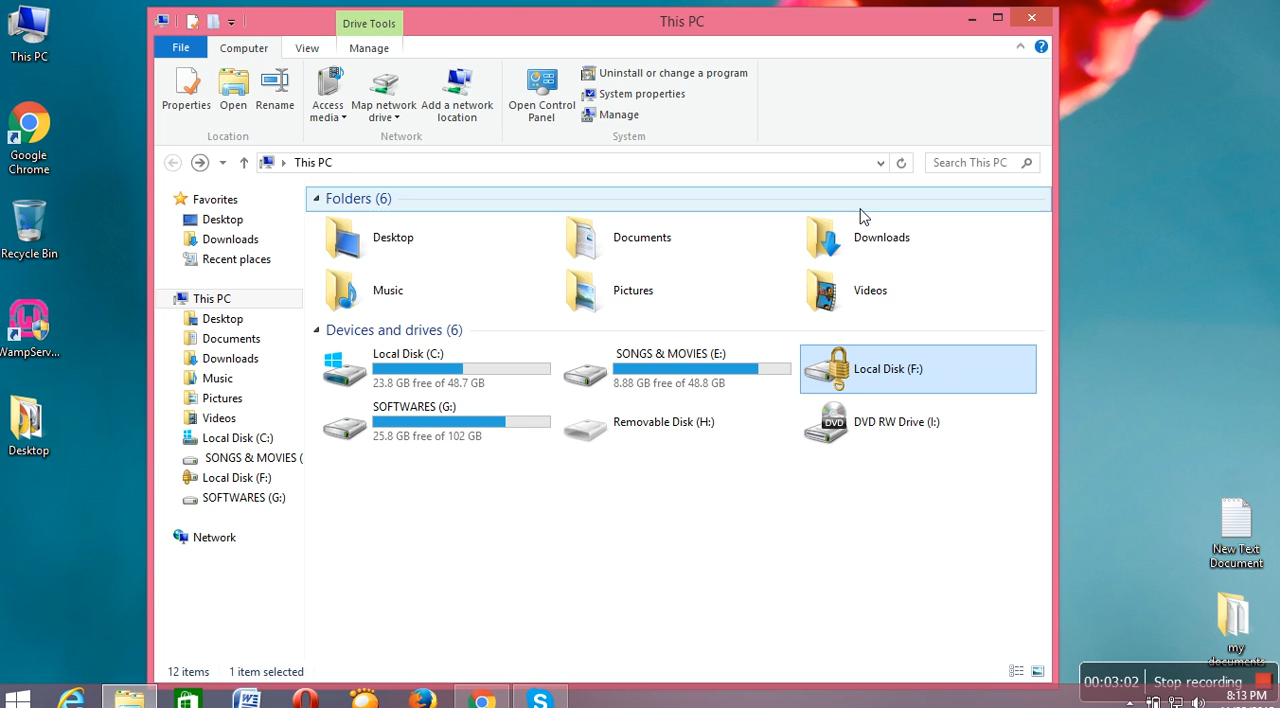 This PC
Google
Chrome
Recycle Bin
WampServ...
Desktop
Drive Tools
This PC
File
Computer
View
Manage
Properties
Open
Rename
Access
media
Map network
drive
Add a network
location
Open Control
Panel
Uninstall or change a program
System properties
Manage
Location
Network
System
This PC
Search This PC
Favorites
Desktop
Downloads
Recent places
This PC
Desktop
Documents
Downloads
Music
Pictures
Videos
Local Disk (C:)
SONGS & MOVIES (
Local Disk (F:)
SOFTWARES (G:)
Network
Folders (6)
Desktop
Documents
Downloads
Music
Pictures
Videos
Devices and drives (6)
Local Disk (C:)
23.8 GB free of 48.7 GB
SONGS & MOVIES (E:)
8.88 GB free of 48.8 GB
Local Disk (F:)
SOFTWARES (G:)
25.8 GB free of 102 GB
Removable Disk (H:)
DVD
DVD RW Drive (I:)
12 items
1 item selected
New Text
Document
my
documents
00:03:02
Stop recording
8:13 PM